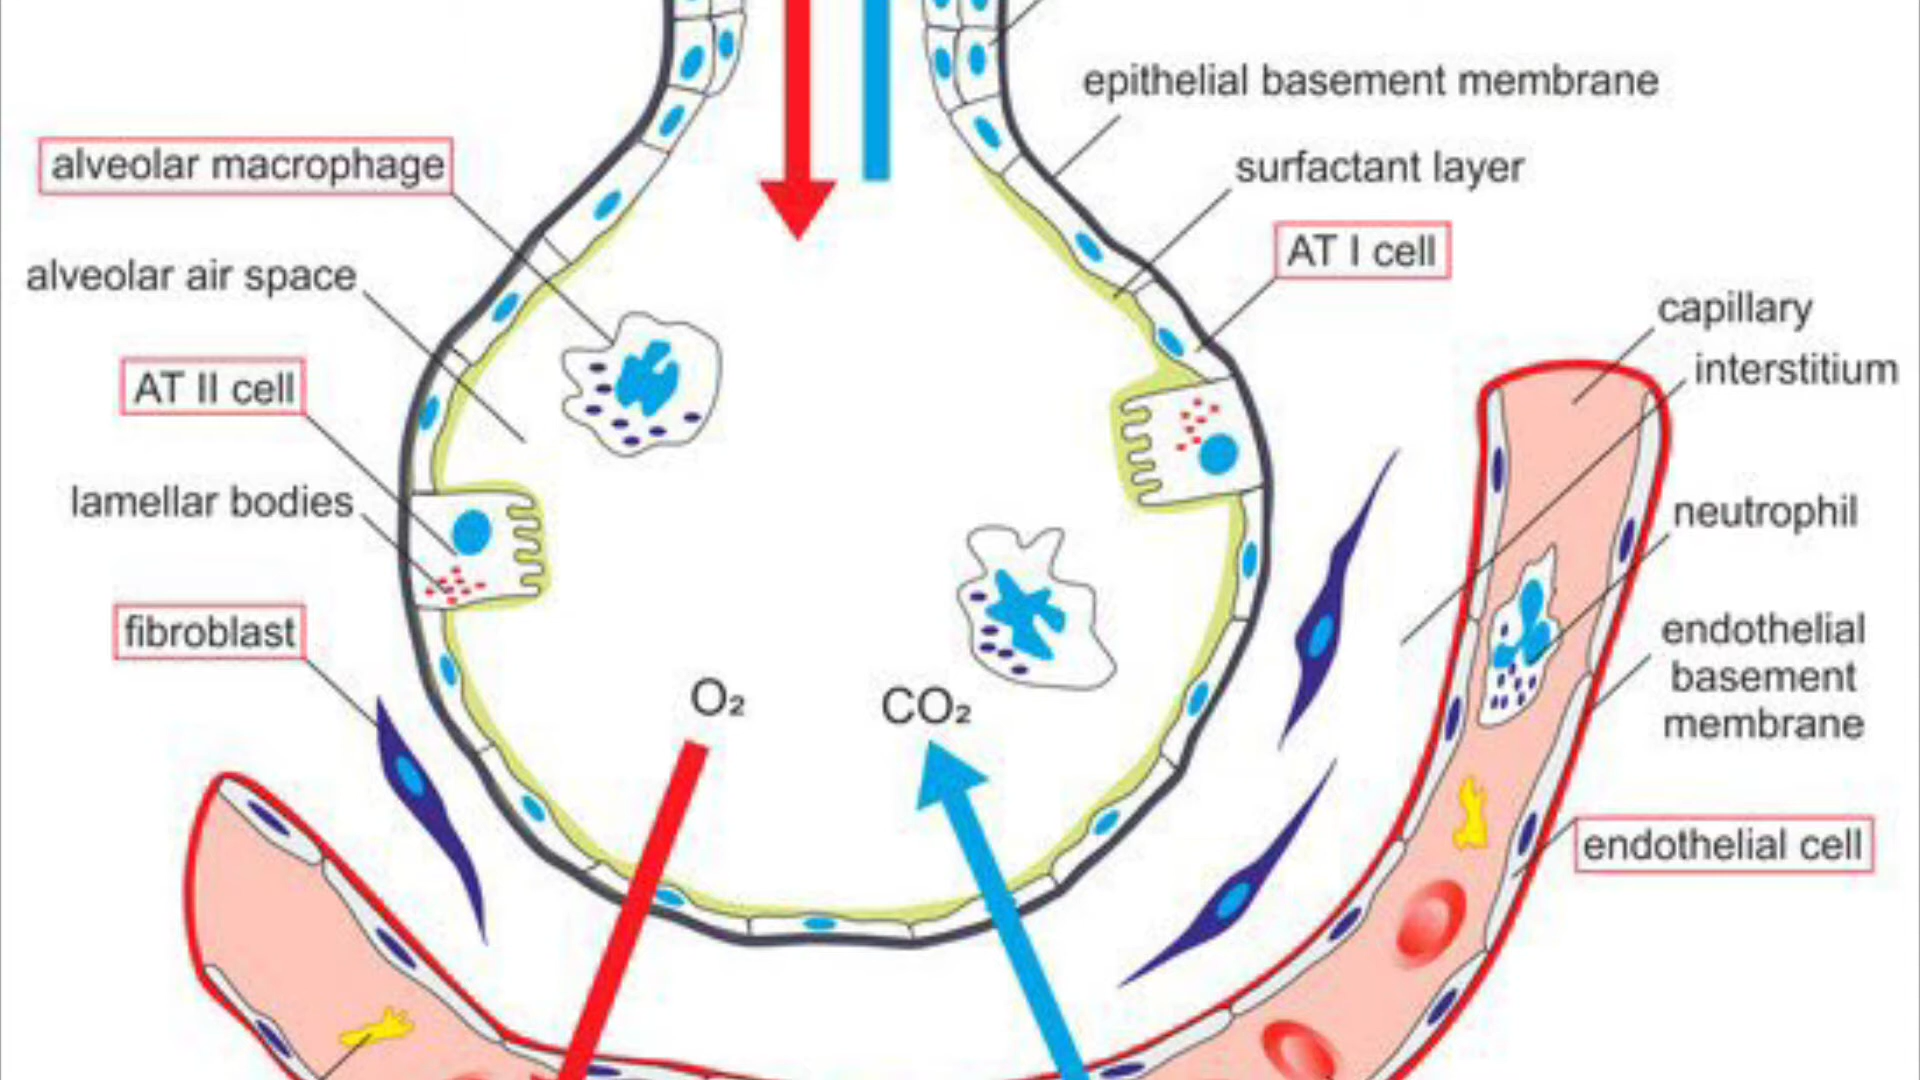 epithelial basement membrane
alveolar macrophage
surfactant layer
AT I cell
alveolar air space
capillary
interstitium
AT II cell
lamellar bodies
neutrophil
fibroblast
endothelial
basement
membrane
O₂
CO₂
endothelial cell